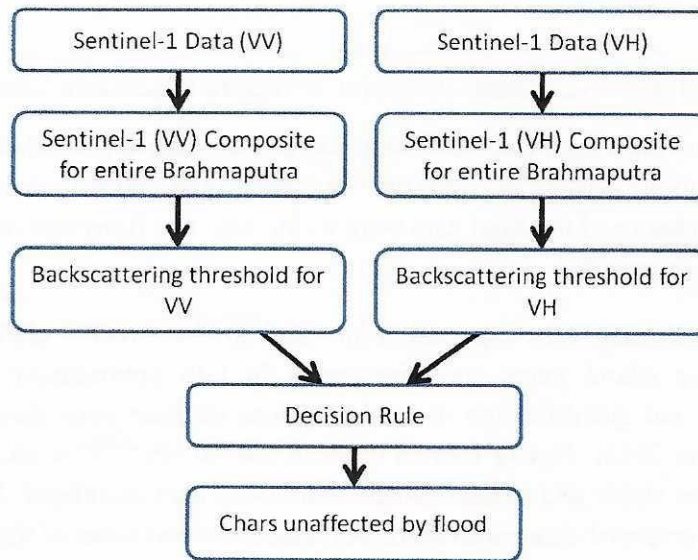 Sentinel-1 Data (VV)
Sentinel-1 Data (VH)
Sentinel-1 (VV) Composite
for entire Brahmaputra
Sentinel-1 (VH) Composite
for entire Brahmaputra
Backscattering threshold for
VV
Backscattering threshold for
VH
Decision Rule
Chars unaffected by flood